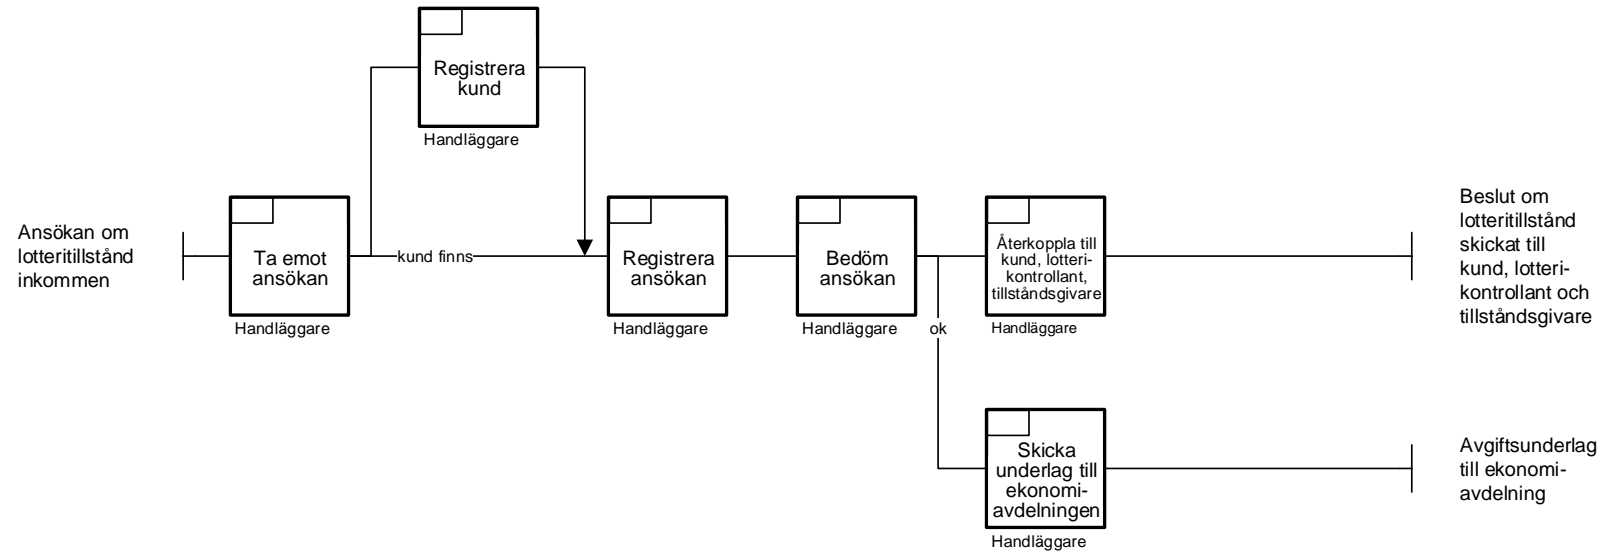 Registrera
kund
Handläggare
Ansökan om
lotteritillstånd
inkommen
Ta emot
ansökan
Handläggare
kund finns
Registrera
ansökan
Handläggare
Bedöm
ansökan
Handläggare
ok
Återkoppla till
kund, lotteri-
kontrollant,
tillståndsgivare
Handläggare
Beslut om
lotteritillstånd
skickat till
kund, lotteri-
kontrollant och
tillståndsgivare
Skicka
underlag till
ekonomi-
avdelningen
Handläggare
Avgiftsunderlag
till ekonomi-
avdelning